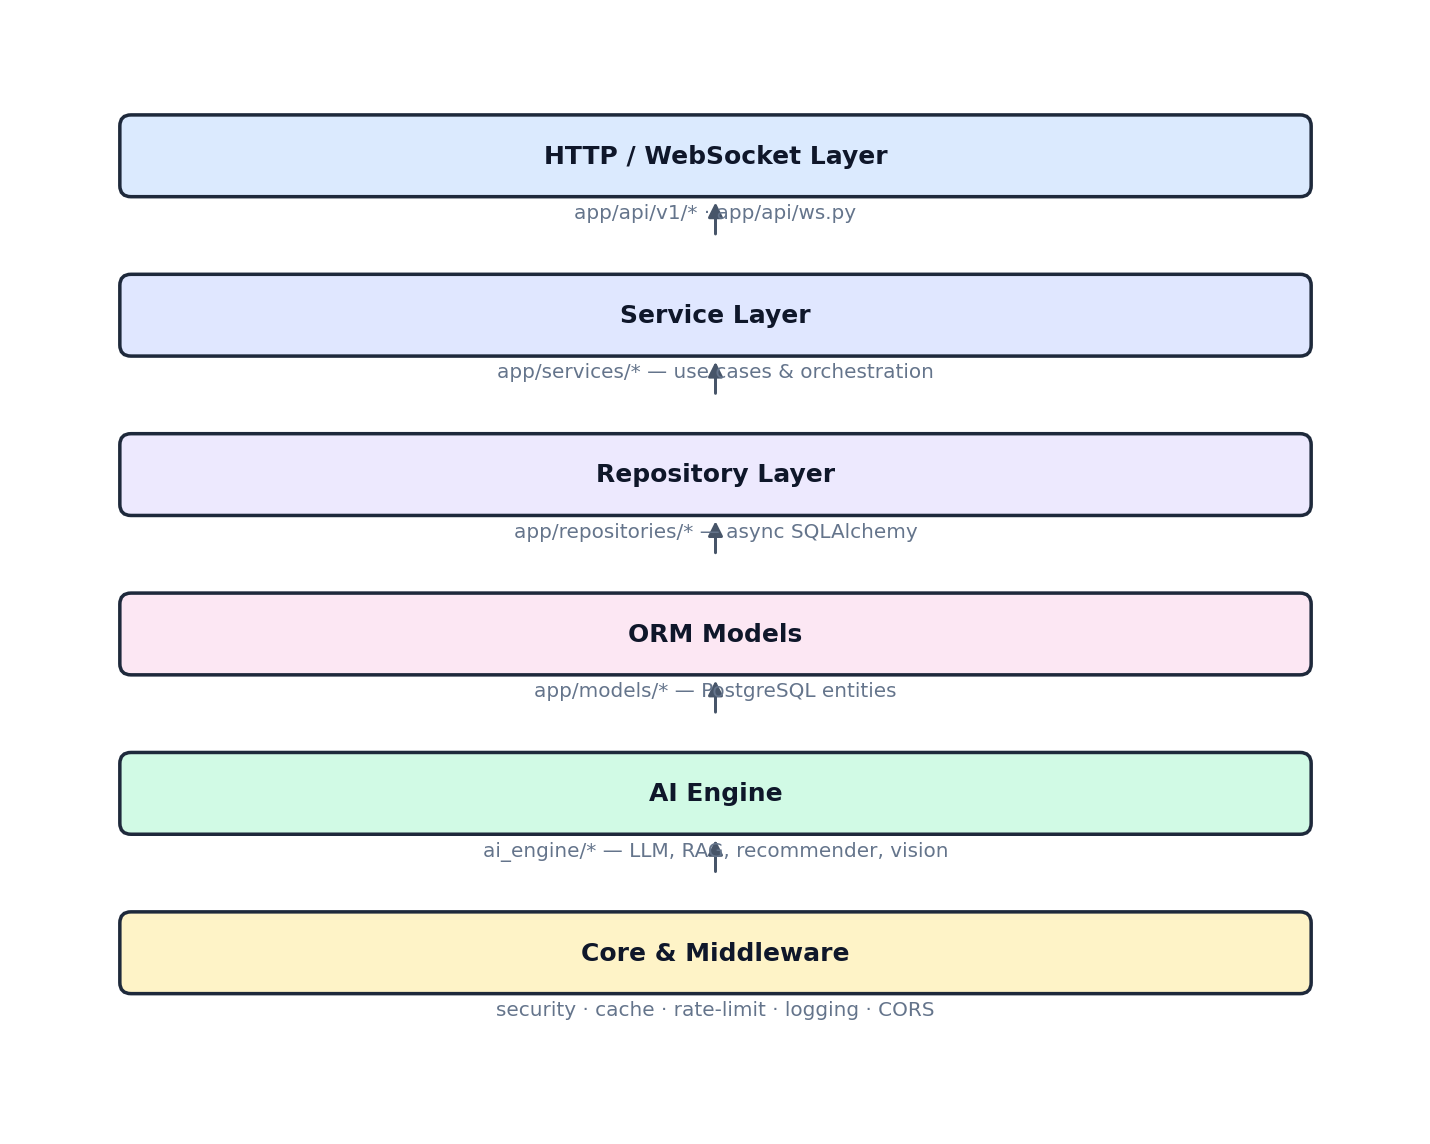 HTTP / WebSocket Layer
app/api/v1/* · app/api/ws.py
Service Layer
app/services/* — use cases & orchestration
Repository Layer
app/repositories/* — async SQLAlchemy
ORM Models
app/models/* — PostgreSQL entities
AI Engine
ai_engine/* — LLM, RAG, recommender, vision
Core & Middleware
security · cache · rate-limit · logging · CORS